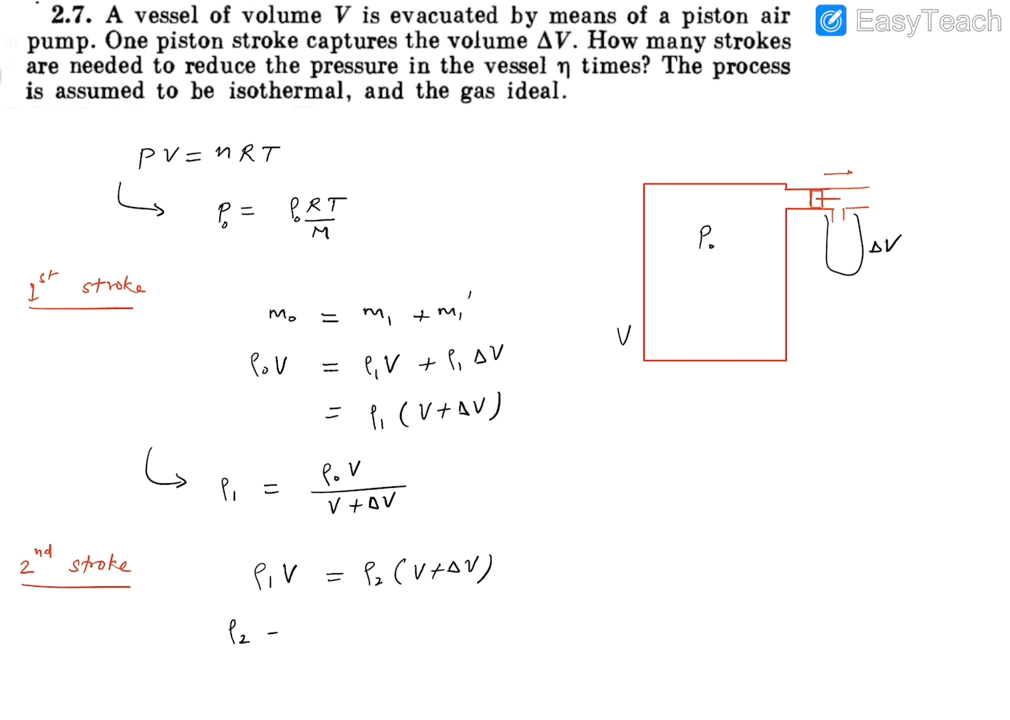 2.7. A vessel of volume V is evacuated by means of a piston air
pump. One piston stroke captures the volume ΔV. How many strokes
are needed to reduce the pressure in the vessel η times? The process
is assumed to be isothermal, and the gas ideal.
EasyTeach
PV = nRT
P₀ = ρ₀RT/M
1st stroke
m₀ = m₁ + m₁'
ρ₀V = ρ₁V + ρ₁ΔV
= ρ₁(V+ΔV)
ρ₁ = ρ₀V/(V+ΔV)
2nd stroke
ρ₁V = ρ₂(V+ΔV)
ρ₂ -
P₀
ΔV
V